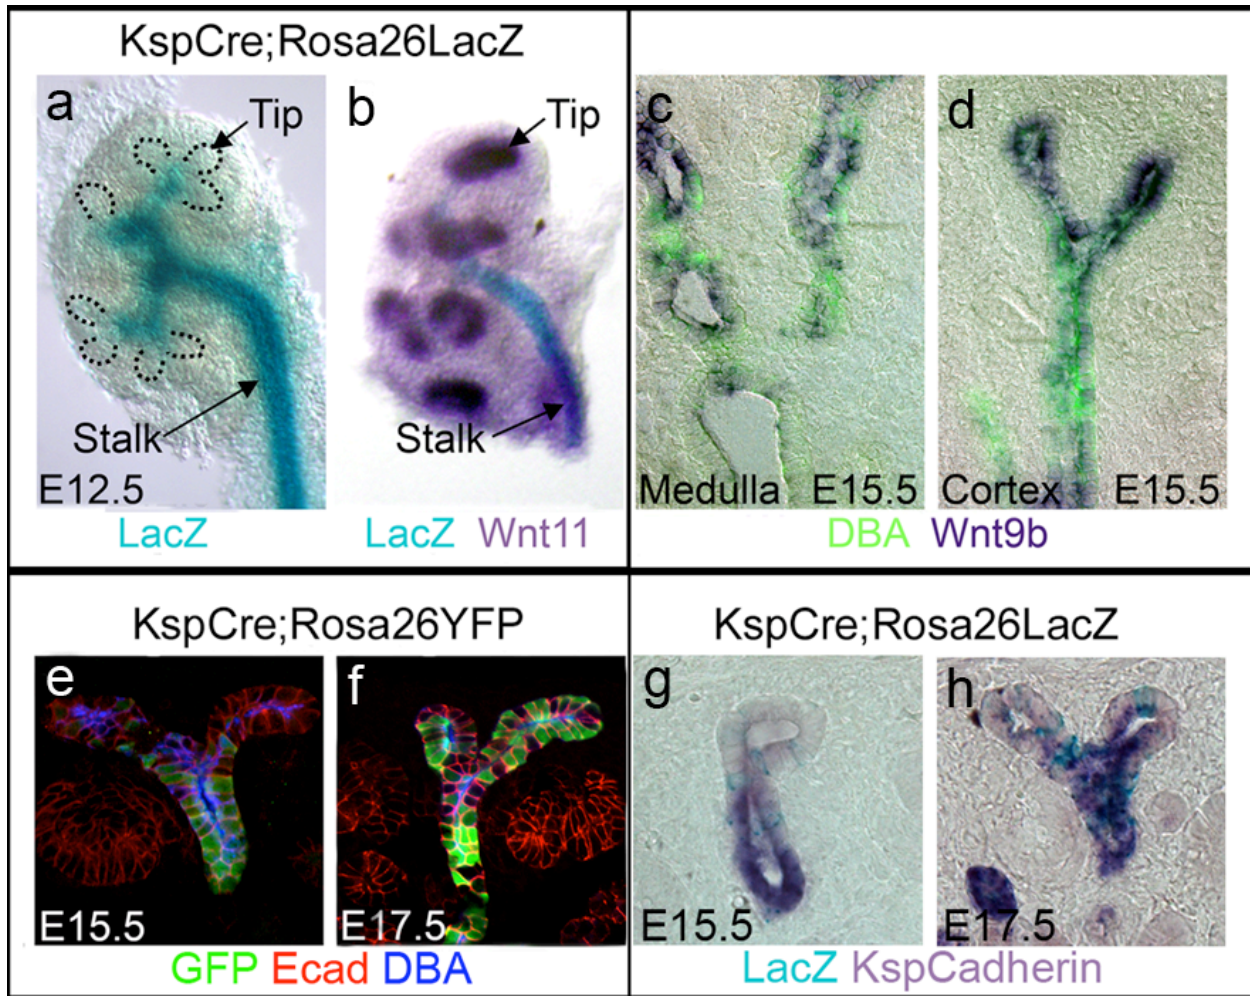 KspCre;Rosa26LacZ
a
Tip
Stalk
E12.5
LacZ
b
Tip
Stalk
LacZ Wnt11
c
Medulla E15.5
d
Cortex E15.5
DBA Wnt9b
KspCre;Rosa26YFP
e
E15.5
f
E17.5
GFP Ecad DBA
KspCre;Rosa26LacZ
g
E15.5
h
E17.5
LacZ KspCadherin